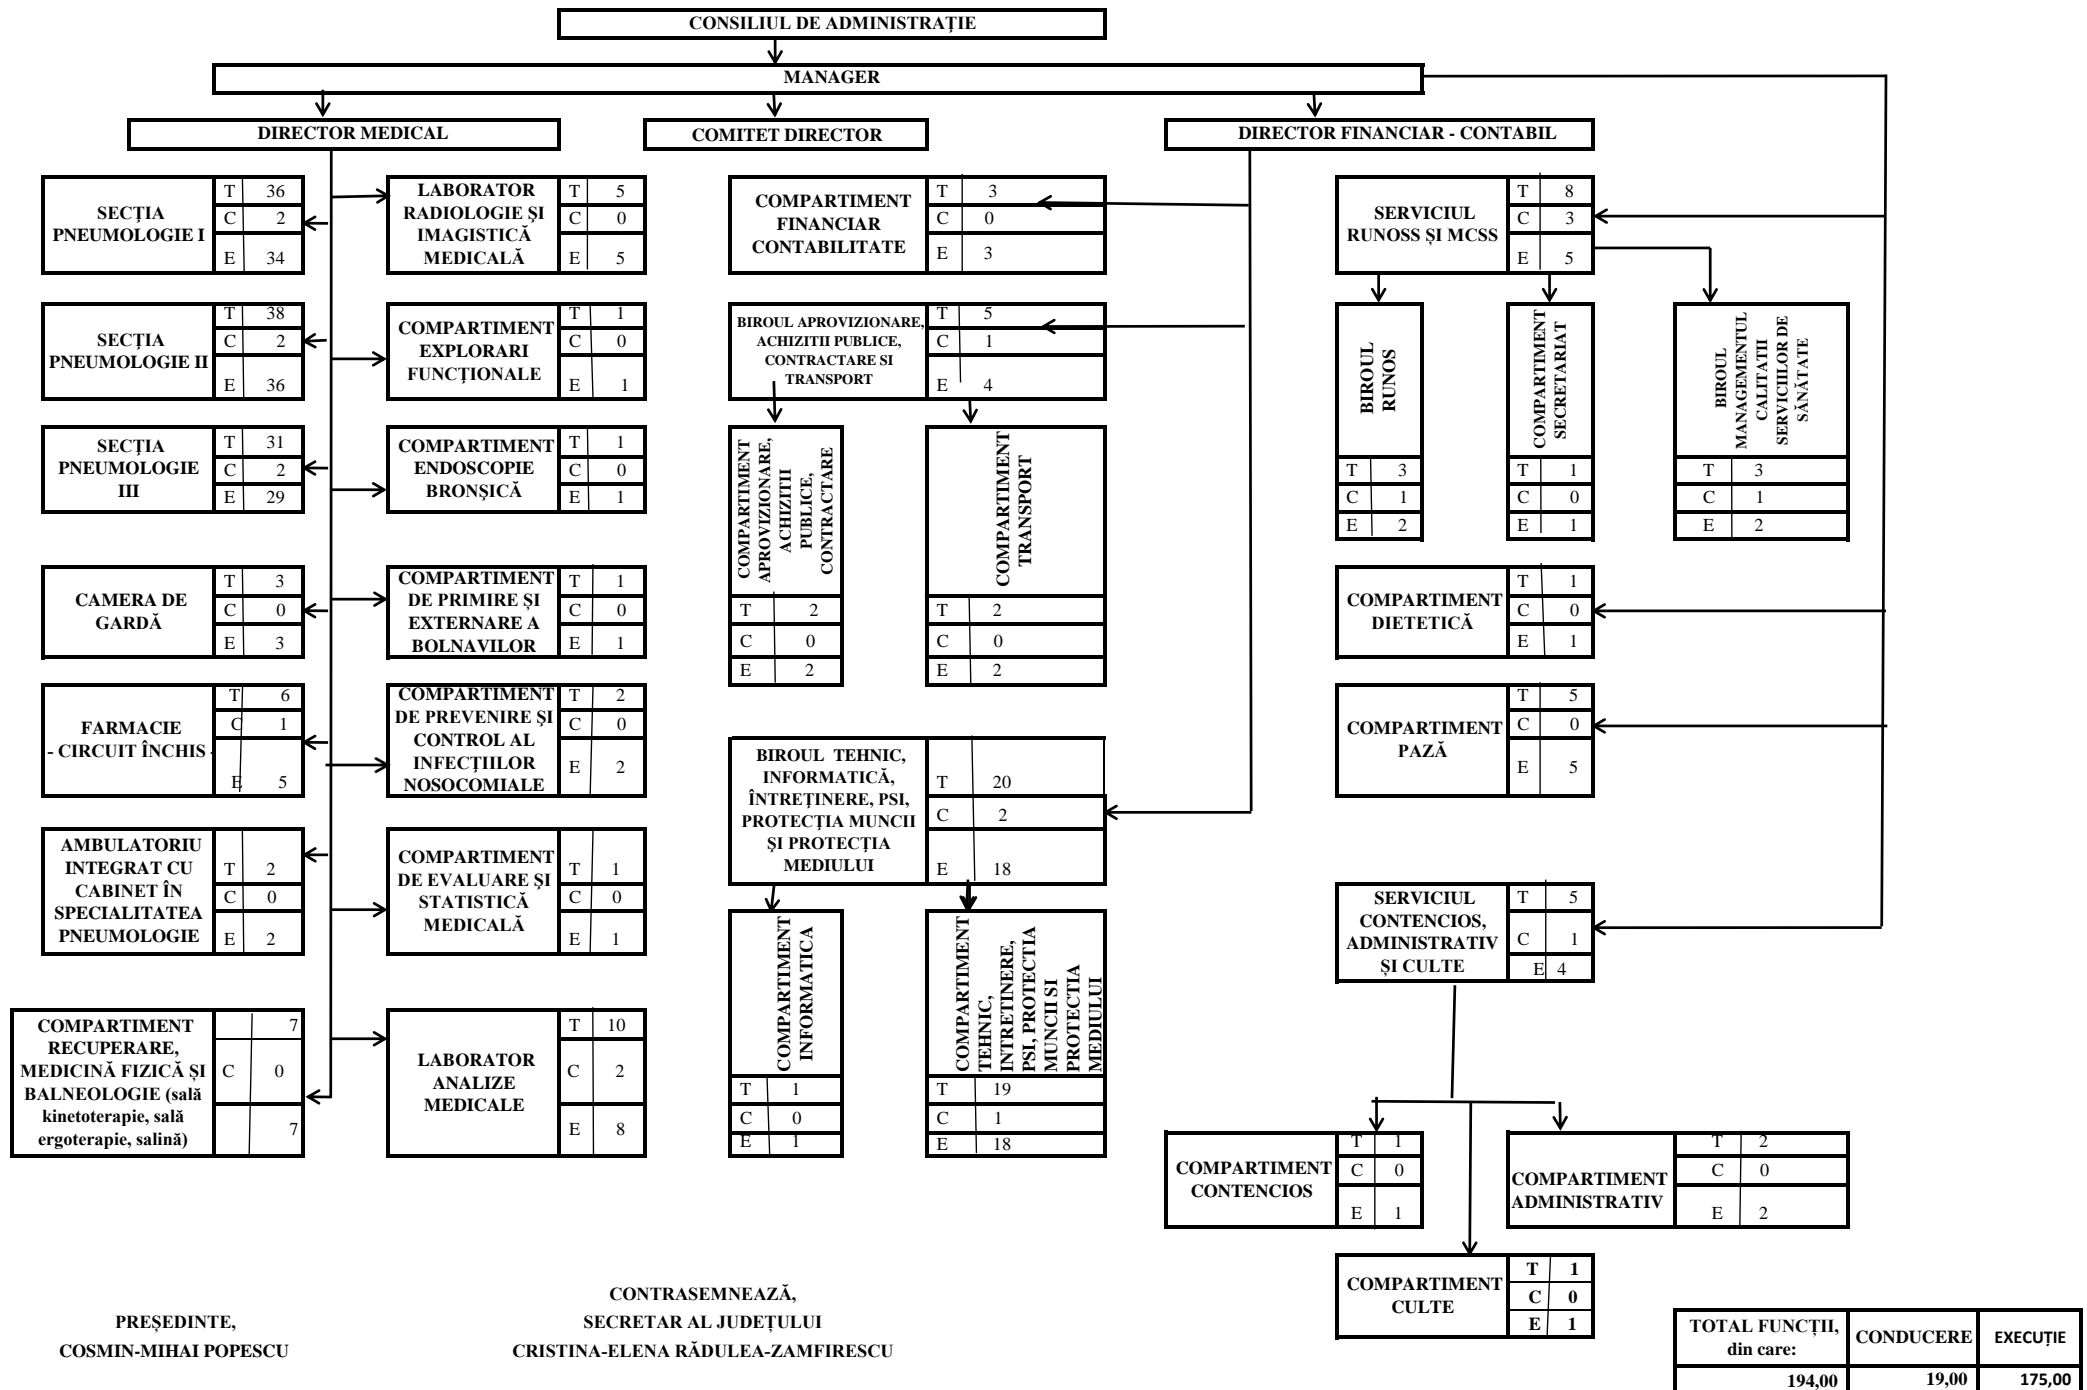 CONSILIUL DE ADMINISTRAȚIE
MANAGER
DIRECTOR MEDICAL
COMITET DIRECTOR
DIRECTOR FINANCIAR - CONTABIL
SECȚIA
PNEUMOLOGIE I
T 36
C 2
E 34
LABORATOR
RADIOLOGIE ȘI
IMAGISTICĂ
MEDICALĂ
T 5
C 0
E 5
COMPARTIMENT
FINANCIAR
CONTABILITATE
T 3
C 0
E 3
SERVICIUL
RUNOSS ȘI MCSS
T 8
C 3
E 5
SECȚIA
PNEUMOLOGIE II
T 38
C 2
E 36
COMPARTIMENT
EXPLORARI
FUNCȚIONALE
T 1
C 0
E 1
BIROUL APROVIZIONARE,
ACHIZITII PUBLICE,
CONTRACTARE SI
TRANSPORT
T 5
C 1
E 4
BIROUL
RUNOS
T 3
C 1
E 2
COMPARTIMENT
SECRETARIAT
T 1
C 0
E 1
BIROUL
MANAGEMENTUL
CALITATII
SERVICIILOR DE
SĂNĂTATE
T 3
C 1
E 2
SECȚIA
PNEUMOLOGIE
III
T 31
C 2
E 29
COMPARTIMENT
ENDOSCOPIE
BRONȘICĂ
T 1
C 0
E 1
COMPARTIMENT
APROVIZIONARE,
ACHIZITII
PUBLICE,
CONTRACTARE
T 2
C 0
E 2
COMPARTIMENT
TRANSPORT
T 2
C 0
E 2
CAMERA DE
GARDĂ
T 3
C 0
E 3
COMPARTIMENT
DE PRIMIRE ȘI
EXTERNARE A
BOLNAVILOR
T 1
C 0
E 1
COMPARTIMENT
DIETETICĂ
T 1
C 0
E 1
FARMACIE
- CIRCUIT ÎNCHIS -
T 6
C 1
E 5
COMPARTIMENT
DE PREVENIRE ȘI
CONTROL AL
INFECȚIILOR
NOSOCOMIALE
T 2
C 0
E 2
COMPARTIMENT
PAZĂ
T 5
C 0
E 5
BIROUL TEHNIC,
INFORMATICĂ,
ÎNTREȚINERE, PSI,
PROTECȚIA MUNCII
ȘI PROTECȚIA
MEDIULUI
T 20
C 2
E 18
AMBULATORIU
INTEGRAT CU
CABINET ÎN
SPECIALITATEA
PNEUMOLOGIE
T 2
C 0
E 2
COMPARTIMENT
DE EVALUARE ȘI
STATISTICĂ
MEDICALĂ
T 1
C 0
E 1
SERVICIUL
CONTENCIOS,
ADMINISTRATIV
ȘI CULTE
T 5
C 1
E 4
COMPARTIMENT
INFORMATICA
T 1
C 0
E 1
COMPARTIMENT
TEHNIC,
INTRETINERE,
PSI, PROTECTIA
MUNCII SI
PROTECTIA
MEDIULUI
T 19
C 1
E 18
COMPARTIMENT
RECUPERARE,
MEDICINĂ FIZICĂ ȘI
BALNEOLOGIE (sală
kinetoterapie, sală
ergoterapie, salină)
7
C 0
7
LABORATOR
ANALIZE
MEDICALE
T 10
C 2
E 8
COMPARTIMENT
CONTENCIOS
T 1
C 0
E 1
COMPARTIMENT
ADMINISTRATIV
T 2
C 0
E 2
COMPARTIMENT
CULTE
T 1
C 0
E 1
PREȘEDINTE,
COSMIN-MIHAI POPESCU
CONTRASEMNEAZĂ,
SECRETAR AL JUDEȚULUI
CRISTINA-ELENA RĂDULEA-ZAMFIRESCU
TOTAL FUNCȚII,
din care:
CONDUCERE
EXECUȚIE
194,00 19,00 175,00